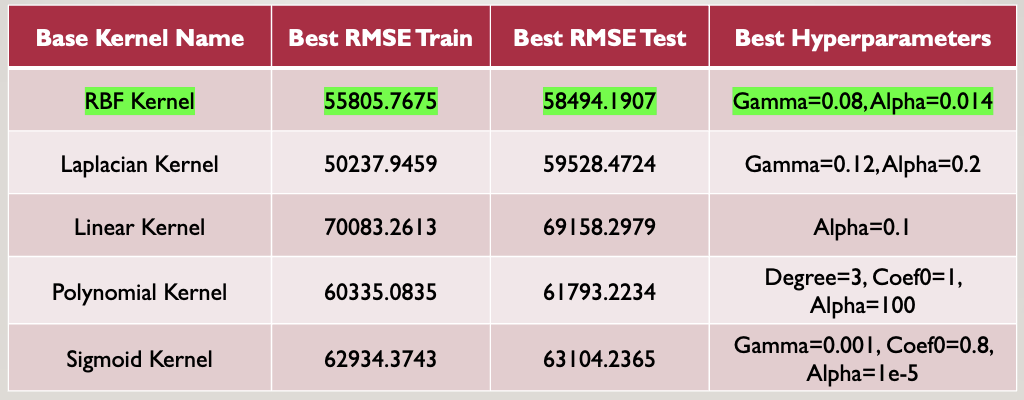 Base Kernel Name Best RMSE Train Best RMSE Test Best Hyperparameters
RBF Kernel 55805.7675 58494.1907 Gamma=0.08, Alpha=0.014
Laplacian Kernel 50237.9459 59528.4724 Gamma=0.12, Alpha=0.2
Linear Kernel 70083.2613 69158.2979 Alpha=0.1
Polynomial Kernel 60335.0835 61793.2234 Degree=3, Coef0=1,
Alpha=100
Sigmoid Kernel 62934.3743 63104.2365 Gamma=0.001, Coef0=0.8,
Alpha=1e-5